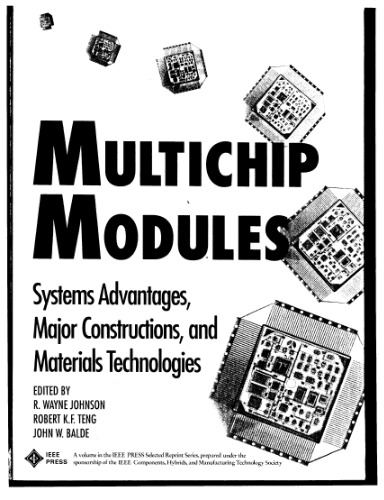 MULTICHIP
MODULES
Systems Advantages,
Major Constructions, and
Materials Technologies
EDITED BY
R. WAYNE JOHNSON
ROBERT K.F. TENG
JOHN W. BALDE
IEEE
PRESS
A volume in the IEEE PRESS Selected Reprint Series, prepared under the
sponsorship of the IEEE Components, Hybrids, and Manufacturing Technology Society